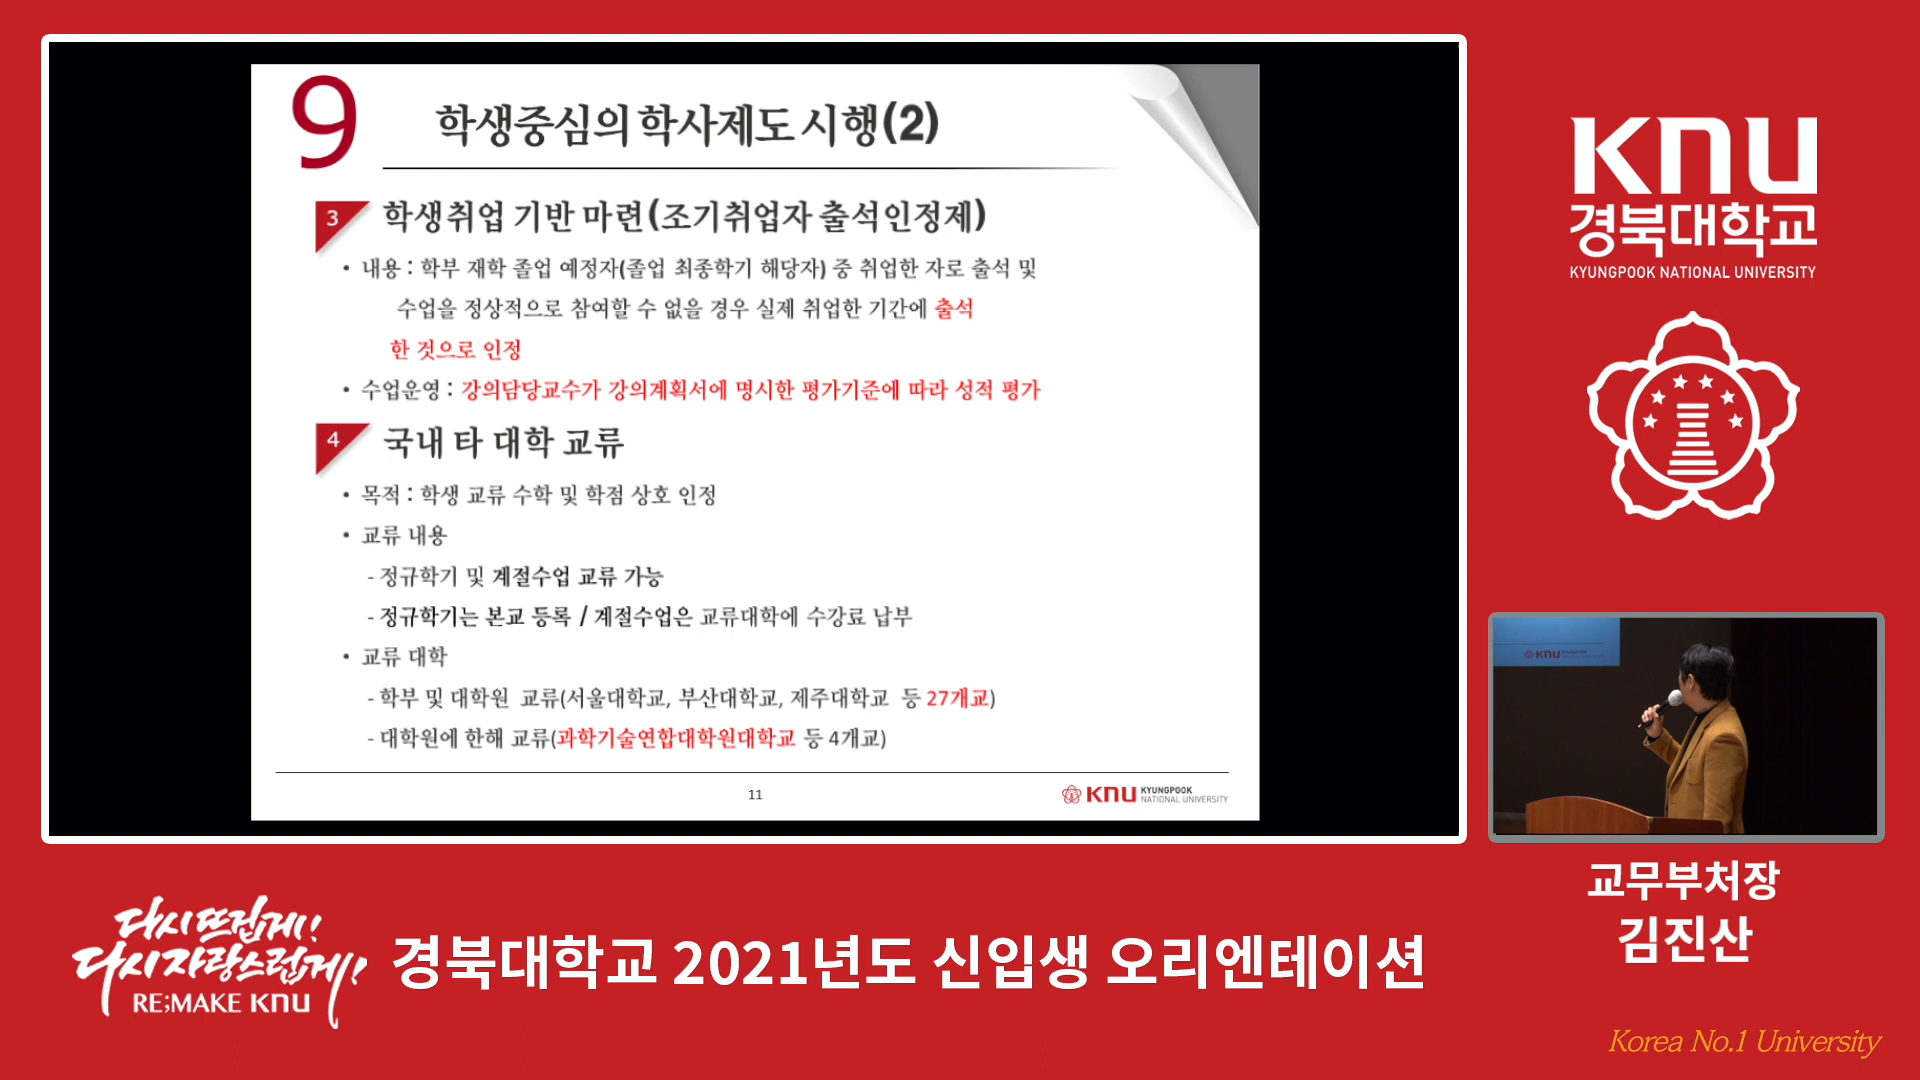 9
학생중심의 학사제도 시행(2)
3
학생취업 기반 마련(조기취업자 출석인정제)
• 내용 : 학부 재학 졸업 예정자(졸업 최종학기 해당자) 중 취업한 자로 출석 및
수업을 정상적으로 참여할 수 없을 경우 실제 취업한 기간에 출석
한 것으로 인정
• 수업운영 : 강의담당교수가 강의계획서에 명시한 평가기준에 따라 성적 평가
4
국내 타 대학 교류
• 목적 : 학생 교류 수학 및 학점 상호 인정
• 교류 내용
- 정규학기 및 계절수업 교류 가능
- 정규학기는 본교 등록 / 계절수업은 교류대학에 수강료 납부
• 교류 대학
- 학부 및 대학원 교류(서울대학교, 부산대학교, 제주대학교 등 27개교)
- 대학원에 한해 교류(과학기술연합대학원대학교 등 4개교)
11
KNU KYUNGPOOK
NATIONAL UNIVERSITY
KNU
경북대학교
KYUNGPOOK NATIONAL UNIVERSITY
KNU
교무부처장
김진산
다시 뜨겁게!
다시 자랑스럽게!
RE;MAKE KNU
경북대학교 2021년도 신입생 오리엔테이션
Korea No.1 University